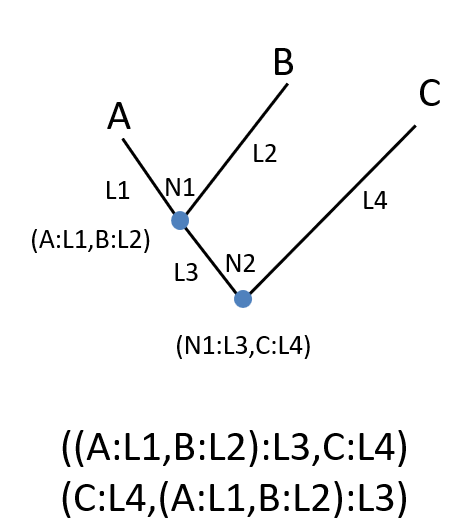 B
C
A
L2
L1
N1
L4
(A:L1,B:L2)
L3
N2
(N1:L3,C:L4)
((A:L1,B:L2):L3,C:L4)
(C:L4,(A:L1,B:L2):L3)